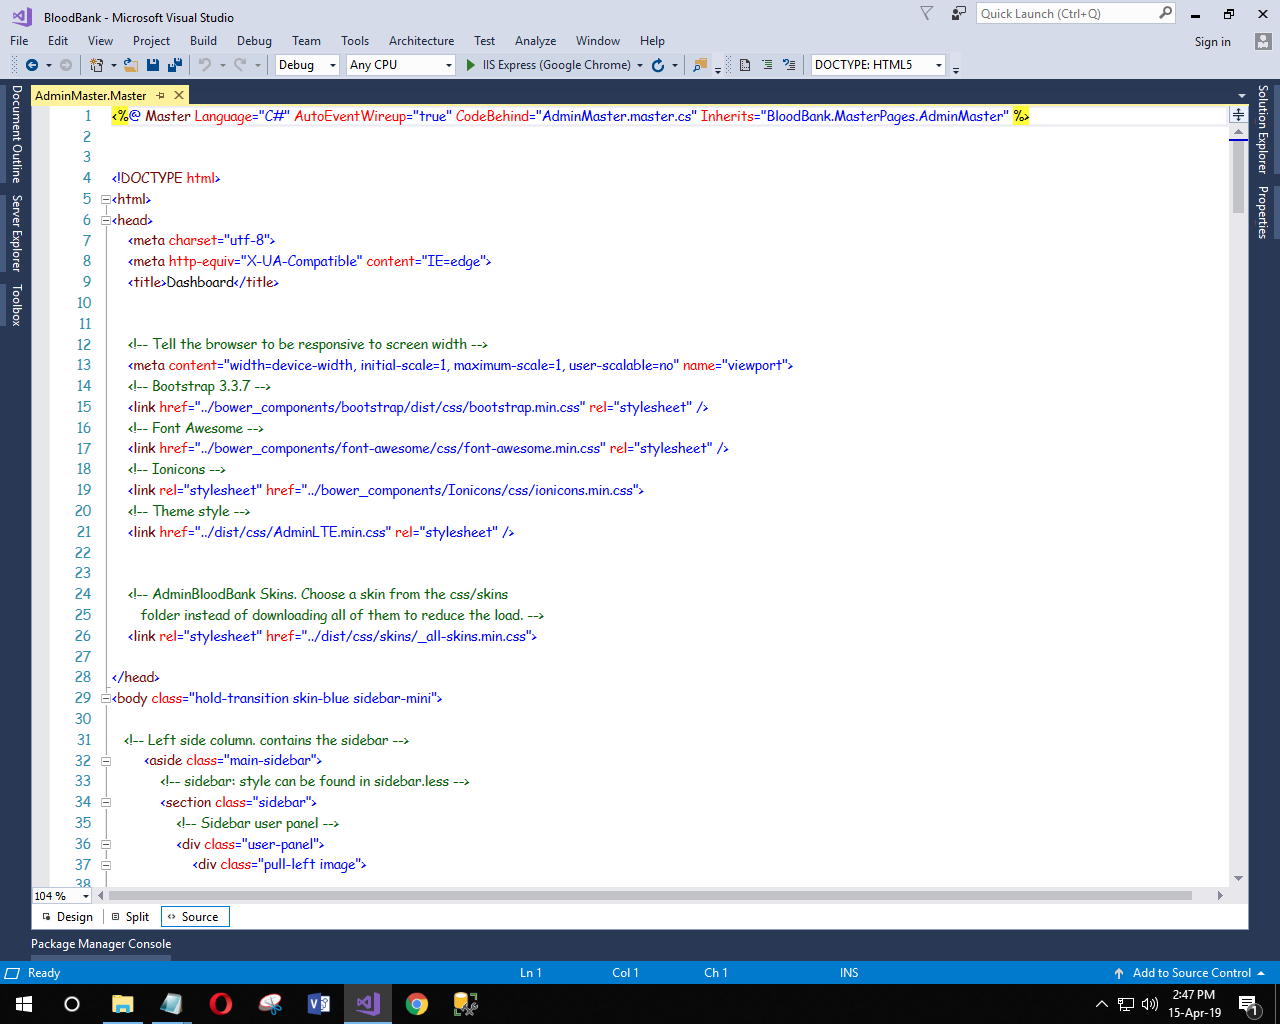 BloodBank - Microsoft Visual Studio
Quick Launch (Ctrl+Q)
File Edit View Project Build Debug Team Tools Architecture Test Analyze Window Help
Sign in
Debug Any CPU IIS Express (Google Chrome) DOCTYPE: HTML5
Document Outline
Server Explorer
Toolbox
Solution Explorer
Properties
AdminMaster.Master
1 <%@ Master Language="C#" AutoEventWireup="true" CodeBehind="AdminMaster.master.cs" Inherits="BloodBank.MasterPages.AdminMaster" %>
2
3
4 <!DOCTYPE html>
5 <html>
6 <head>
7 <meta charset="utf-8">
8 <meta http-equiv="X-UA-Compatible" content="IE=edge">
9 <title>Dashboard</title>
10
11
12 <!-- Tell the browser to be responsive to screen width -->
13 <meta content="width=device-width, initial-scale=1, maximum-scale=1, user-scalable=no" name="viewport">
14 <!-- Bootstrap 3.3.7 -->
15 <link href="../bower_components/bootstrap/dist/css/bootstrap.min.css" rel="stylesheet" />
16 <!-- Font Awesome -->
17 <link href="../bower_components/font-awesome/css/font-awesome.min.css" rel="stylesheet" />
18 <!-- Ionicons -->
19 <link rel="stylesheet" href="../bower_components/Ionicons/css/ionicons.min.css">
20 <!-- Theme style -->
21 <link href="../dist/css/AdminLTE.min.css" rel="stylesheet" />
22
23
24 <!-- AdminBloodBank Skins. Choose a skin from the css/skins
25 folder instead of downloading all of them to reduce the load. -->
26 <link rel="stylesheet" href="../dist/css/skins/_all-skins.min.css">
27
28 </head>
29 <body class="hold-transition skin-blue sidebar-mini">
30
31 <!-- Left side column. contains the sidebar -->
32 <aside class="main-sidebar">
33 <!-- sidebar: style can be found in sidebar.less -->
34 <section class="sidebar">
35 <!-- Sidebar user panel -->
36 <div class="user-panel">
37 <div class="pull-left image">
38
104 %
Design Split Source
Package Manager Console
Ready Ln 1 Col 1 Ch 1 INS Add to Source Control
2:47 PM
15-Apr-19
1